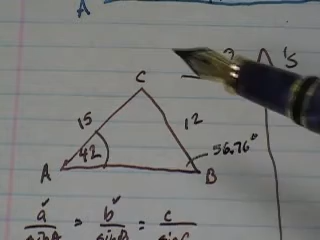 A
's
C
15
12
42
56.76°
A
B
a = b = c
sinA sinB sinC